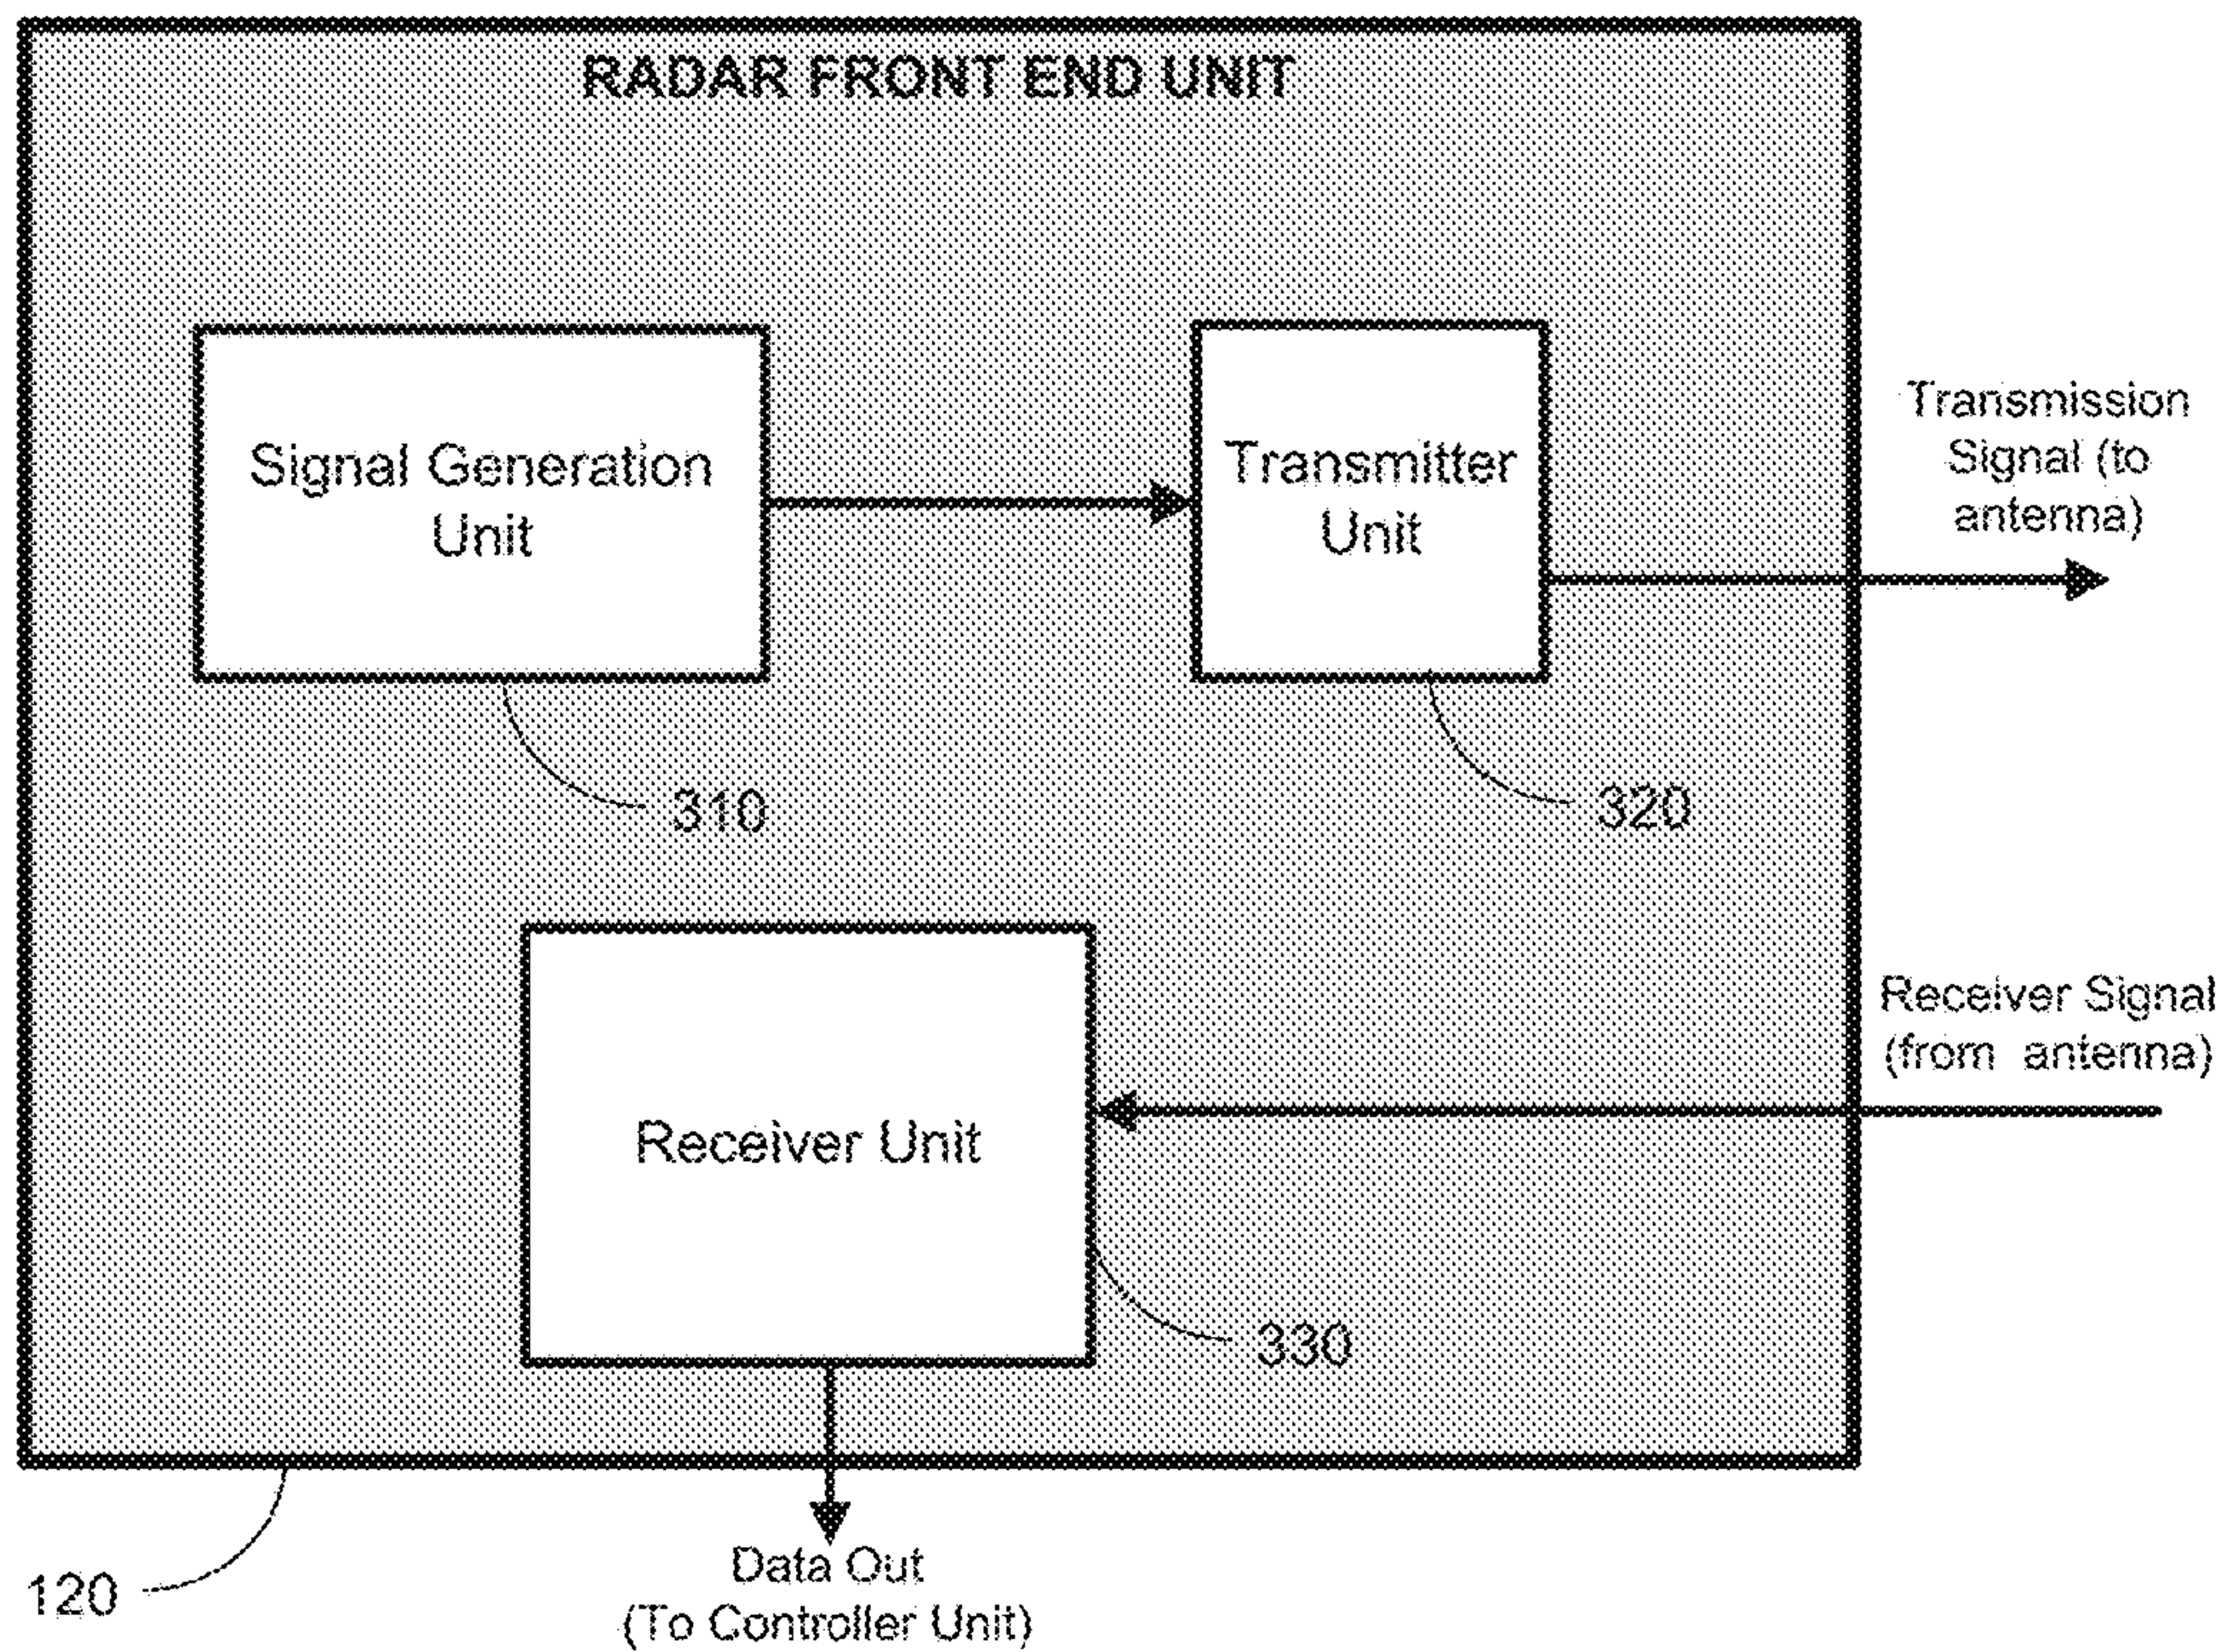 RADAR FRONT END UNIT
Signal Generation
Unit
Transmitter
Unit
Transmission
Signal (to
antenna)
310
320
Receiver Signal
(from antenna)
Receiver Unit
330
120
Data Out
(To Controller Unit)